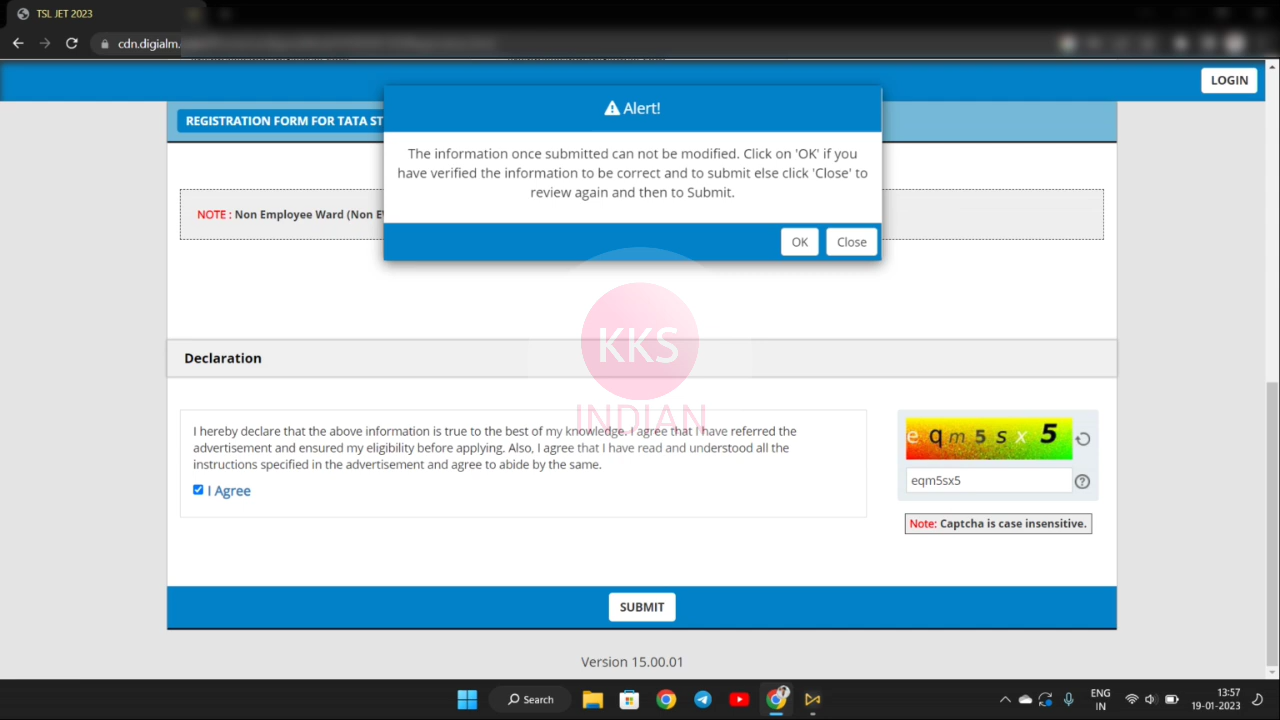 TSL JET 2023
cdn.digialm.
LOGIN
REGISTRATION FORM FOR TATA ST
Alert!
The information once submitted can not be modified. Click on 'OK' if you
have verified the information to be correct and to submit else click 'Close' to
review again and then to Submit.
OK
Close
NOTE : Non Employee Ward (Non E
KKS
INDIAN
Declaration
I hereby declare that the above information is true to the best of my knowledge. I agree that I have referred the
advertisement and ensured my eligibility before applying. Also, I agree that I have read and understood all the
instructions specified in the advertisement and agree to abide by the same.
I Agree
e q m 5 s x 5
eqm5sx5
Note: Captcha is case insensitive.
SUBMIT
Version 15.00.01
Search
ENG
IN
13:57
19-01-2023